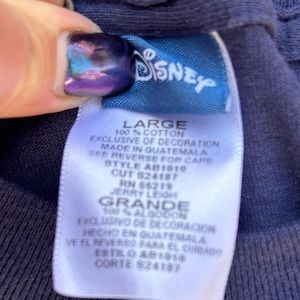 Disney
LARGE
100% COTTON
EXCLUSIVE OF DECORATION
MADE IN GUATEMALA
SEE REVERSE FOR CARE
STYLE AB1010
CUT S24187
RN 55219
JERRY LEIGH
GRANDE
100% ALGODON
EXCLUSIVO DE DECORACION
HECHO EN GUATEMALA
VE EL REVERSO PARA EL CUIDADO
ESTILO AB1010
CORTE S24187